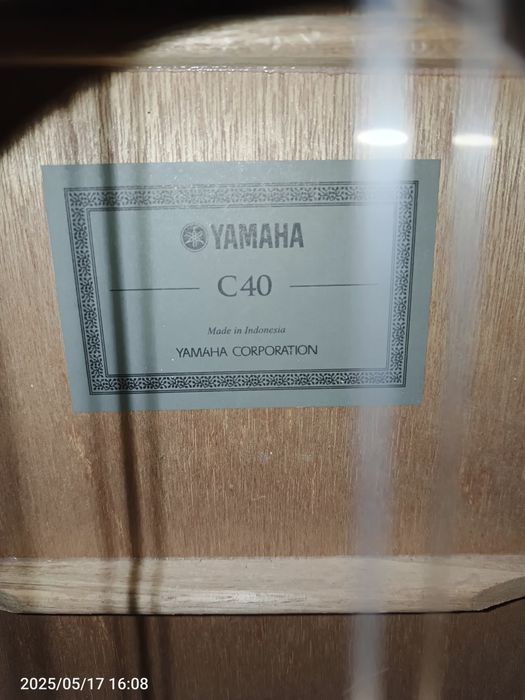 YAMAHA
C40
Made in Indonesia
YAMAHA CORPORATION
2025/05/17 16:08